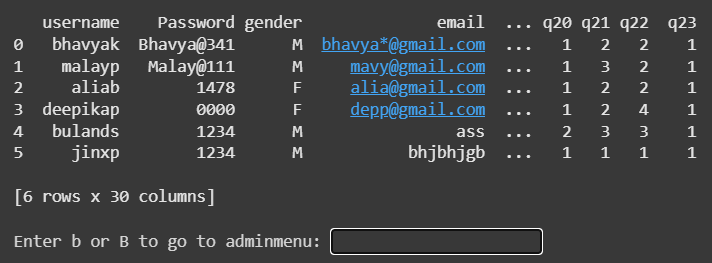 username Password gender email ... q20 q21 q22 q23
0 bhavyak Bhavya@341 M bhavya*@gmail.com ... 1 2 2 1
1 malayp Malay@111 M mavy@gmail.com ... 1 3 2 1
2 aliab 1478 F alia@gmail.com ... 1 2 2 1
3 deepikap 0000 F depp@gmail.com ... 1 2 4 1
4 bulands 1234 M ass ... 2 3 3 1
5 jinxp 1234 M bhjbhjgb ... 1 1 1 1
[6 rows x 30 columns]
Enter b or B to go to adminmenu: